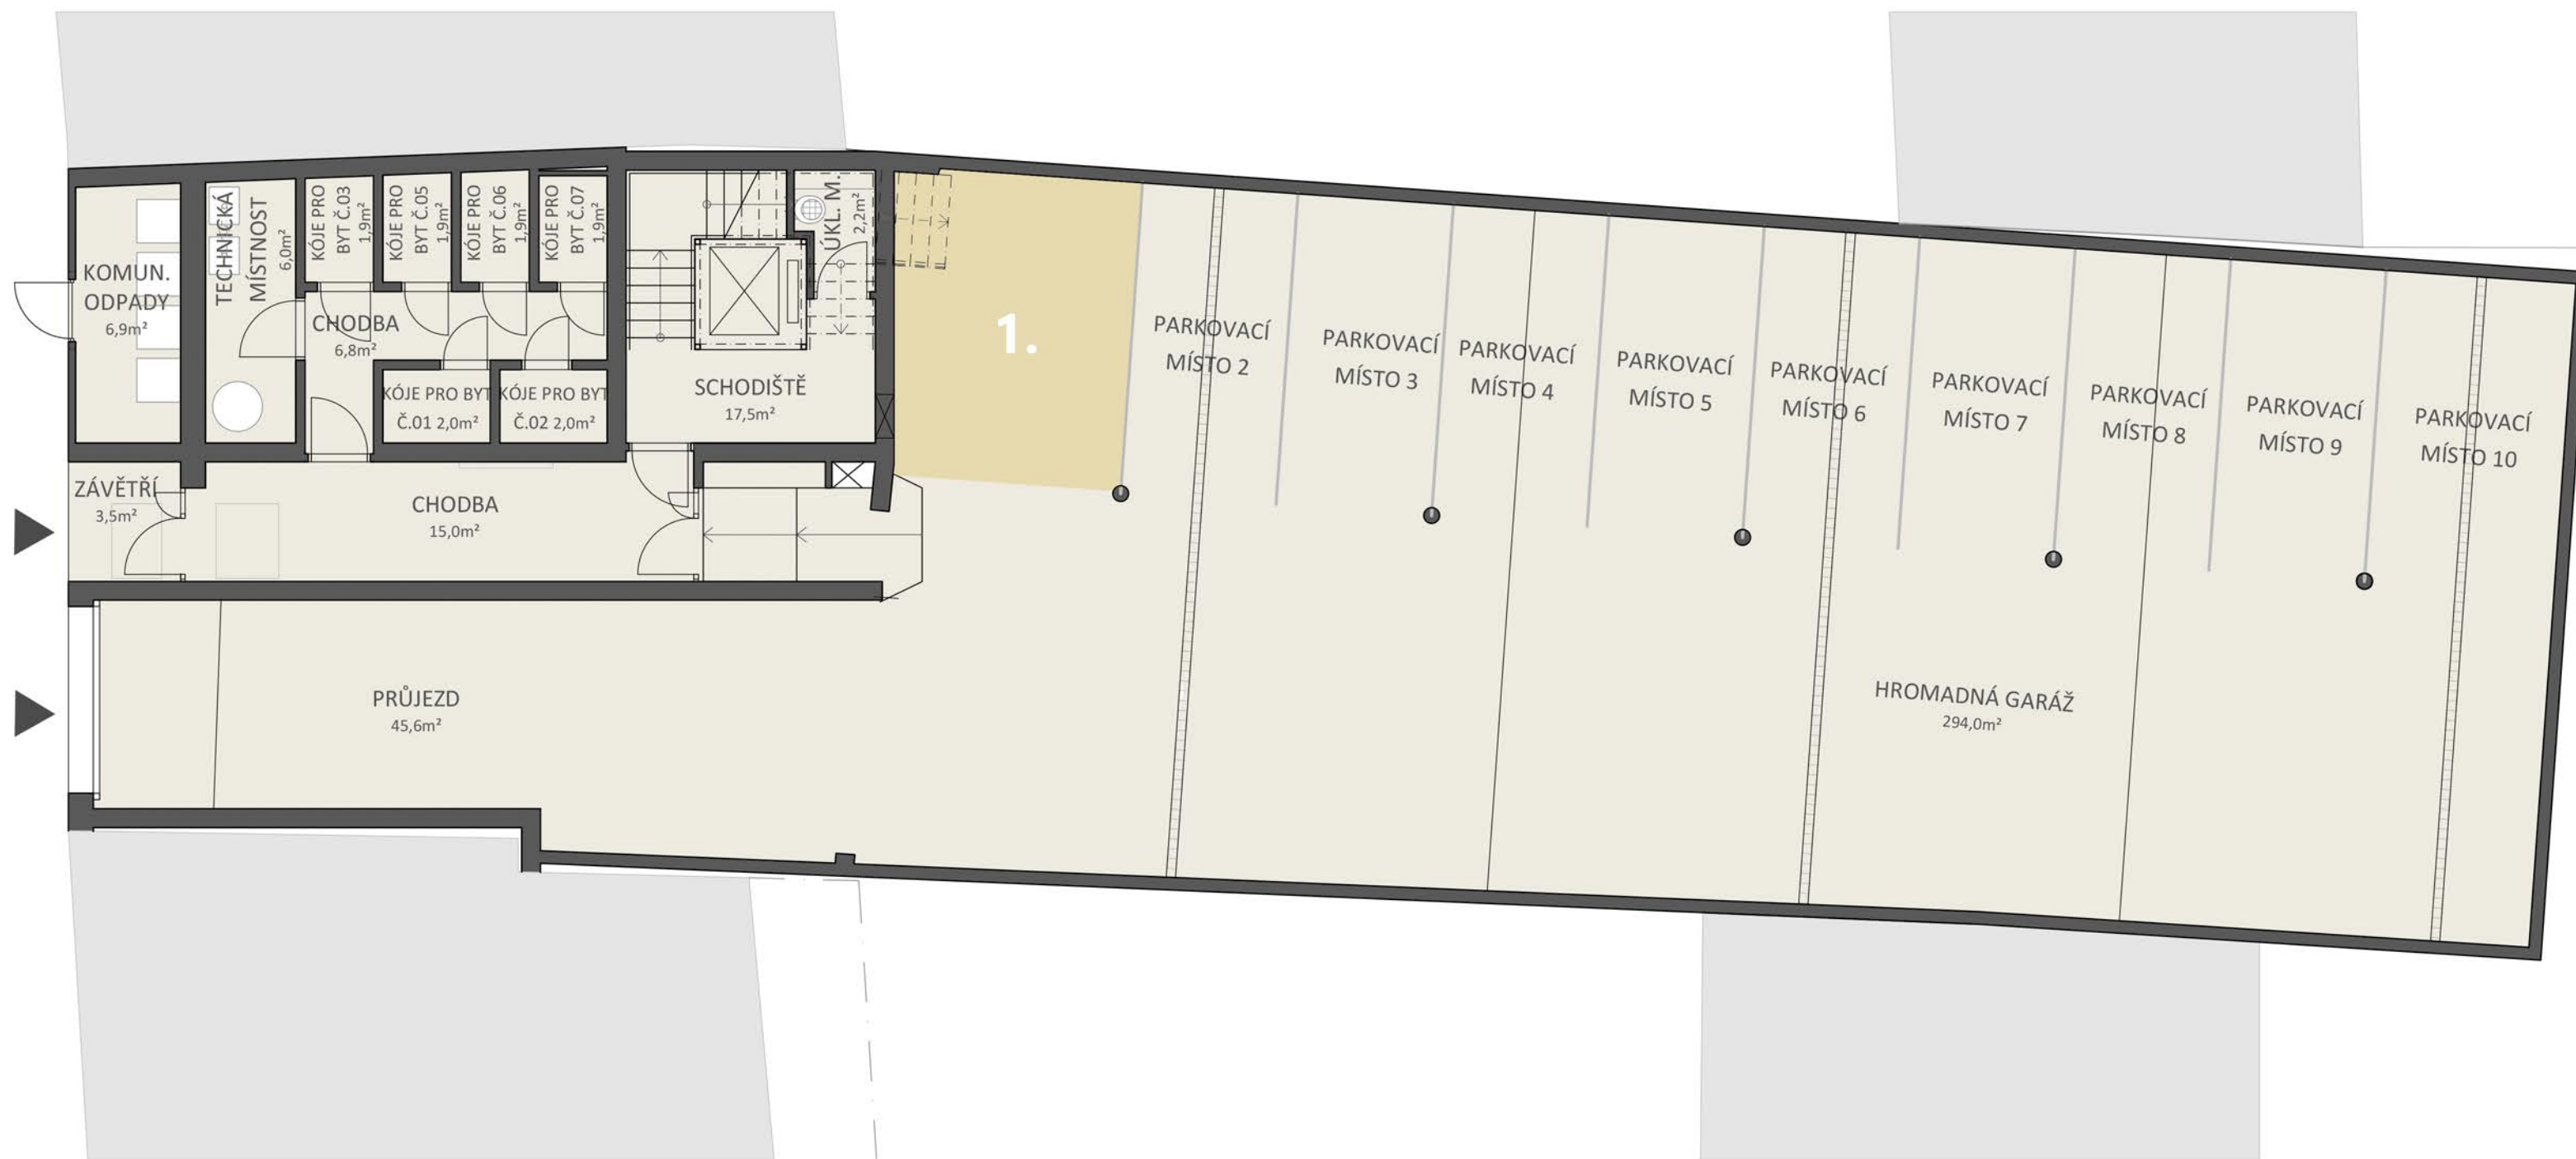 KOMUN.
ODPADY
6,9m²
TECHNICKÁ
MÍSTNOST
6,0m²
KÓJE PRO
BYT Č.03
1,9m²
KÓJE PRO
BYT Č.05
1,9m²
KÓJE PRO
BYT Č.06
1,9m²
KÓJE PRO
BYT Č.07
1,9m²
CHODBA
6,8m²
KÓJE PRO BYT
Č.01 2,0m²
KÓJE PRO BYT
Č.02 2,0m²
SCHODIŠTĚ
17,5m²
ÚKL. M.
2,2m²
ZÁVĚTŘÍ
3,5m²
CHODBA
15,0m²
PRŮJEZD
45,6m²
1.
PARKOVACÍ
MÍSTO 2
PARKOVACÍ
MÍSTO 3
PARKOVACÍ
MÍSTO 4
PARKOVACÍ
MÍSTO 5
PARKOVACÍ
MÍSTO 6
PARKOVACÍ
MÍSTO 7
PARKOVACÍ
MÍSTO 8
PARKOVACÍ
MÍSTO 9
PARKOVACÍ
MÍSTO 10
HROMADNÁ GARÁŽ
294,0m²